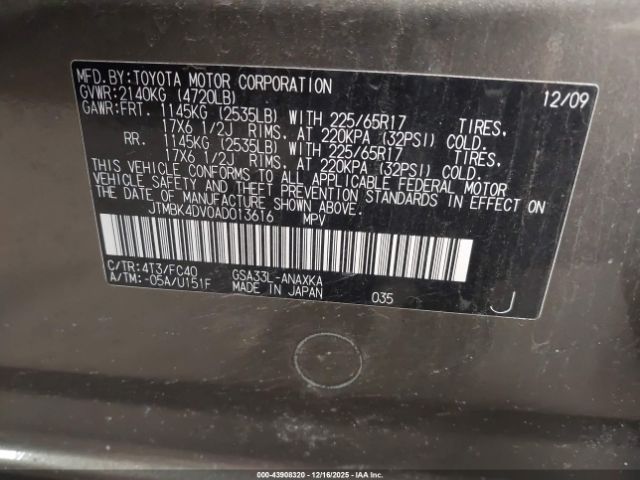 MFD.BY:TOYOTA MOTOR CORPORATION 12/09
GVWR:2140KG (4720LB)
GAWR:FRT. 1145KG (2535LB) WITH 225/65R17 TIRES,
17X6 1/2J RIMS, AT 220KPA (32PSI) COLD.
RR. 1145KG (2535LB) WITH 225/65R17 TIRES,
17X6 1/2J RIMS, AT 220KPA (32PSI) COLD.
THIS VEHICLE CONFORMS TO ALL APPLICABLE FEDERAL MOTOR
VEHICLE SAFETY AND THEFT PREVENTION STANDARDS IN EFFECT ON
THE DATE OF MANUFACTURE SHOWN ABOVE.
JTMBK4DV0AD013616 MPV
C/TR:4T3/FC40 GSA33L-ANAXKA
A/TM:-05A/U151F MADE IN JAPAN 035 J
000-43908320 - 12/16/2025 - IAA Inc.